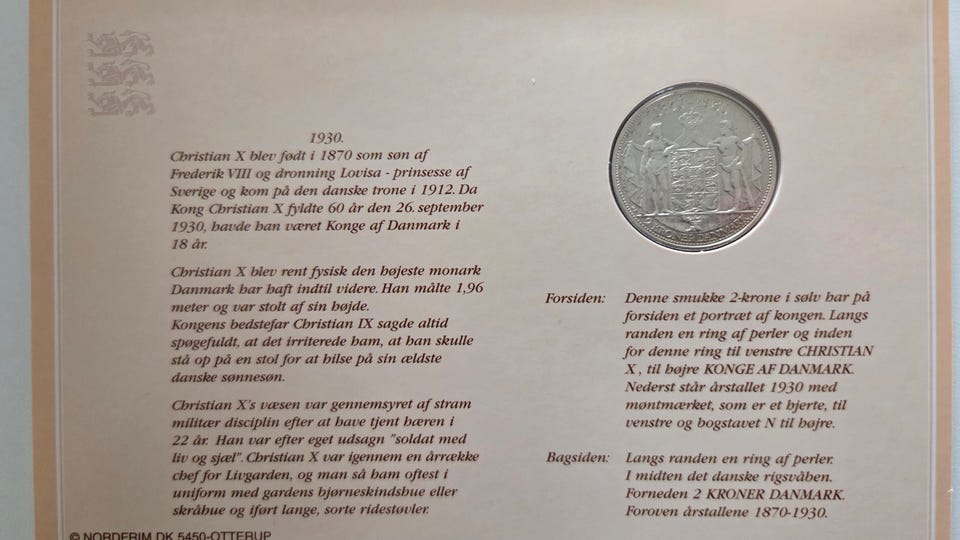 1930.
Christian X blev født i 1870 som søn af
Frederik VIII og dronning Lovisa - prinsesse af
Sverige og kom på den danske trone i 1912. Da
Kong Christian X fyldte 60 år den 26. september
1930, havde han været Konge af Danmark i
18 år.
Christian X blev rent fysisk den højeste monark
Danmark har haft indtil videre. Han målte 1,96
meter og var stolt af sin højde.
Kongens bedstefar Christian IX sagde altid
spøgefuldt, at det irriterede ham, at han skulle
stå op på en stol for at hilse på sin ældste
danske sønnesøn.
Christian X's væsen var gennemsyret af stram
militær disciplin efter at have tjent hæren i
22 år. Han var efter eget udsagn "soldat med
liv og sjæl". Christian X var igennem en årrække
chef for Livgarden, og man så ham oftest i
uniform med gardens bjørneskindshue eller
skråhue og iført lange, sorte ridestøvler.
© NORDFRIM DK 5450-OTTERUP
Forsiden: Denne smukke 2-krone i sølv har på
forsiden et portræt af kongen. Langs
randen en ring af perler og inden
for denne ring til venstre CHRISTIAN
X , til højre KONGE AF DANMARK.
Nederst står årstallet 1930 med
møntmærket, som er et hjerte, til
venstre og bogstavet N til højre.
Bagsiden: Langs randen en ring af perler.
I midten det danske rigsvåben.
Forneden 2 KRONER DANMARK.
Foroven årstallene 1870-1930.